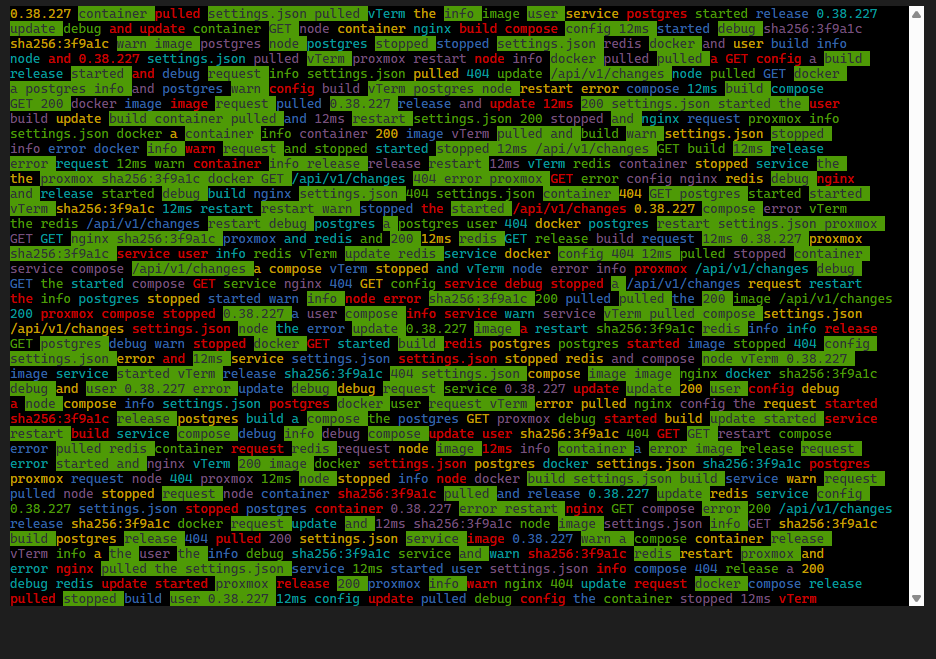 0.38.227 container pulled settings.json pulled vTerm the info image user service postgres started release 0.38.227
update debug and update container GET node container nginx build compose config 12ms started debug sha256:3f9a1c
sha256:3f9a1c warn image postgres node postgres stopped stopped settings.json redis docker and user build info
node and 0.38.227 settings.json pulled vTerm proxmox restart node info docker pulled pulled a GET config a build
release started and debug request info settings.json pulled 404 update /api/v1/changes node pulled GET docker
a postgres info and postgres warn config build vTerm postgres node restart error compose 12ms build compose
GET 200 docker image image request pulled 0.38.227 release and update 12ms 200 settings.json started the user
build update build container pulled and 12ms restart settings.json 200 stopped and nginx request proxmox info
settings.json docker a container info container 200 image vTerm pulled and build warn settings.json stopped
info error docker info warn request and stopped started stopped 12ms /api/v1/changes GET build 12ms release
error request 12ms warn container info release release restart 12ms vTerm redis container stopped service the
the proxmox sha256:3f9a1c docker GET /api/v1/changes 404 error proxmox GET error config nginx redis debug nginx
and release started debug build nginx settings.json 404 settings.json container 404 GET postgres started started
vTerm sha256:3f9a1c 12ms restart restart warn stopped the started /api/v1/changes 0.38.227 compose error vTerm
the redis /api/v1/changes restart debug postgres a postgres user 404 docker postgres restart settings.json proxmox
GET GET nginx sha256:3f9a1c proxmox and redis and 200 12ms redis GET release build request 12ms 0.38.227 proxmox
sha256:3f9a1c service user info redis vTerm update redis service docker config 404 12ms pulled stopped container
service compose /api/v1/changes a compose vTerm stopped and vTerm node error info proxmox /api/v1/changes debug
GET the started compose GET service nginx 404 GET config service debug stopped a /api/v1/changes request restart
the info postgres stopped started warn info node error sha256:3f9a1c 200 pulled pulled the 200 image /api/v1/changes
200 proxmox compose stopped 0.38.227 a user compose info service warn service vTerm pulled compose settings.json
/api/v1/changes settings.json node the error update 0.38.227 image a restart sha256:3f9a1c redis info info release
GET postgres debug warn stopped docker GET started build redis postgres postgres started image stopped 404 config
settings.json error and 12ms service settings.json settings.json stopped redis and compose node vTerm 0.38.227
image service started vTerm release sha256:3f9a1c 404 settings.json compose image image nginx docker sha256:3f9a1c
debug and user 0.38.227 error update debug debug request service 0.38.227 update update 200 user config debug
a node compose info settings.json postgres docker user request vTerm error pulled nginx config the request started
sha256:3f9a1c release postgres build a compose the postgres GET proxmox debug started build update started service
restart build service compose debug info debug compose update user sha256:3f9a1c 404 GET GET restart compose
error pulled redis container request redis request node image 12ms info container a error image release request
error started and nginx vTerm 200 image docker settings.json postgres docker settings.json sha256:3f9a1c postgres
proxmox request node 404 proxmox 12ms node stopped info node docker build settings.json build service warn request
pulled node stopped request node container sha256:3f9a1c pulled and release 0.38.227 update redis service config
0.38.227 settings.json stopped postgres container 0.38.227 error restart nginx GET compose error 200 /api/v1/changes
release sha256:3f9a1c docker request update and 12ms sha256:3f9a1c node image settings.json info GET sha256:3f9a1c
build postgres release 404 pulled 200 settings.json service image 0.38.227 warn a compose container release
vTerm info a the user the info debug sha256:3f9a1c service and warn sha256:3f9a1c redis restart proxmox and
error nginx pulled the settings.json service 12ms started user settings.json info compose 404 release a 200
debug redis update started proxmox release 200 proxmox info warn nginx 404 update request docker compose release
pulled stopped build user 0.38.227 12ms config update pulled debug config the container stopped 12ms vTerm